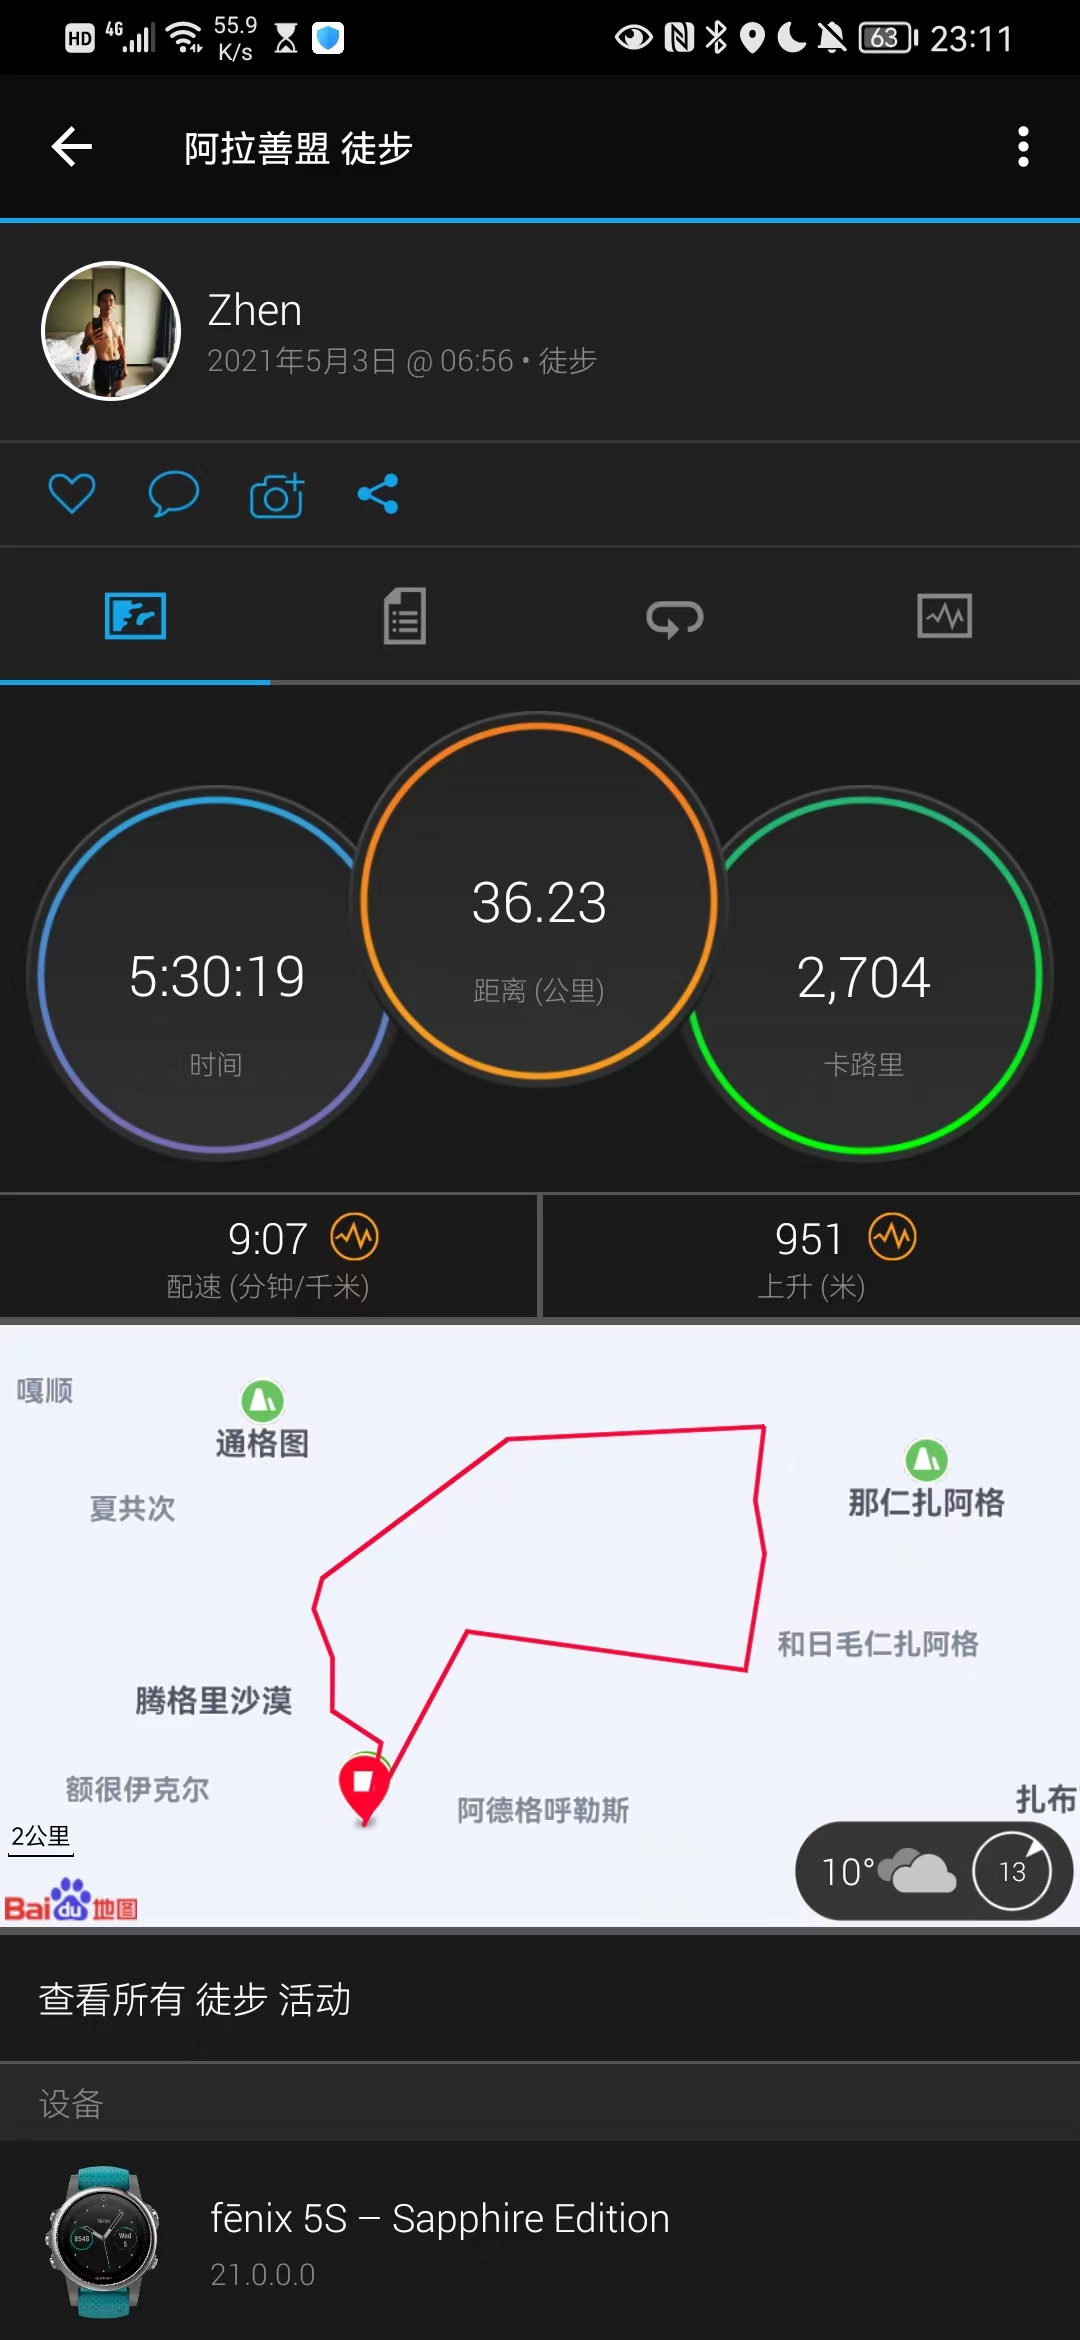 HD 4G 55.9 K/s 63 23:11
阿拉善盟 徒步
Zhen
2021年5月3日 @ 06:56 • 徒步
36.23
距离 (公里)
5:30:19
时间
2,704
卡路里
9:07
配速 (分钟/千米)
951
上升 (米)
嘎顺
通格图
那仁扎阿格
夏共次
和日毛仁扎阿格
腾格里沙漠
额很伊克尔
阿德格呼勒斯
扎布
2公里
10°
13
Bai du 地图
查看所有 徒步 活动
设备
fēnix 5S – Sapphire Edition
21.0.0.0